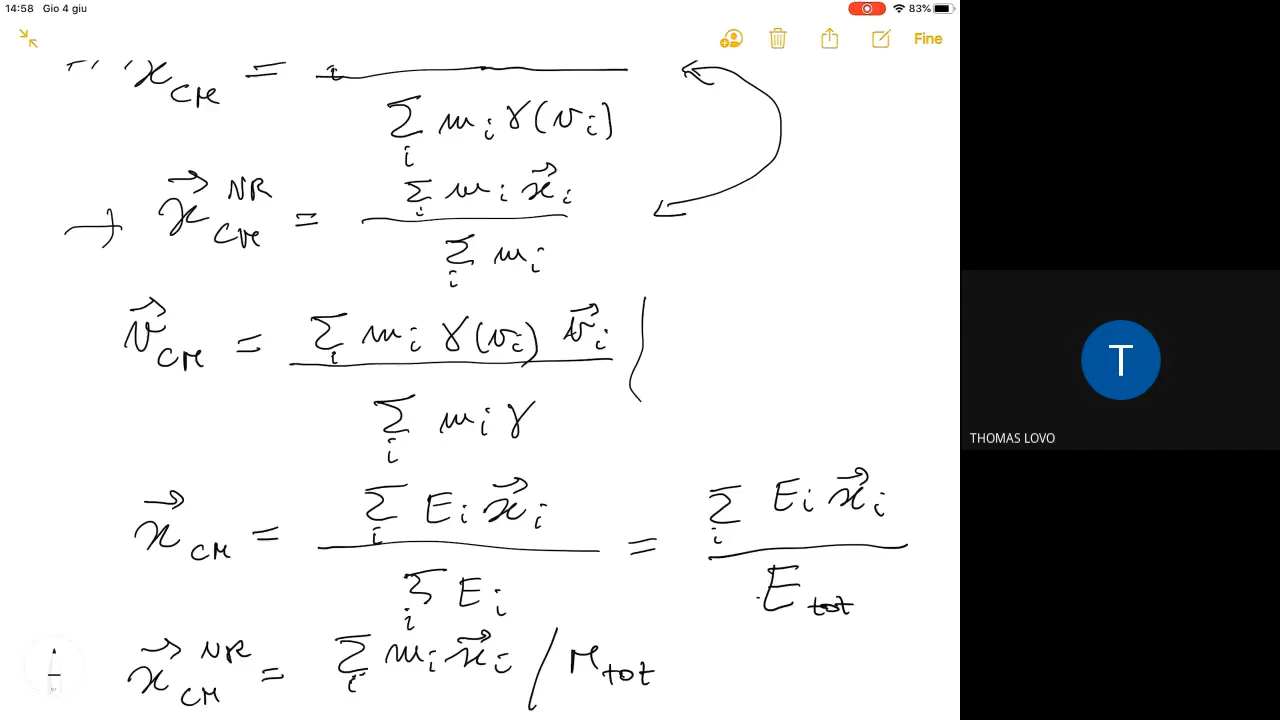 14:58 Gio 4 giu 83%
Fine
x⃗_CM =
Σ_i m_i γ(v_i)
→ x⃗_CM^NR = Σ_i m_i x⃗_i / Σ_i m_i
v⃗_CM = Σ_i m_i γ(v_i) v⃗_i / Σ_i m_i γ
x⃗_CM = Σ_i E_i x⃗_i / Σ_i E_i = Σ_i E_i x⃗_i / E_tot
x⃗_CM^NR = Σ_i m_i x⃗_i / M_tot
T
THOMAS LOVO